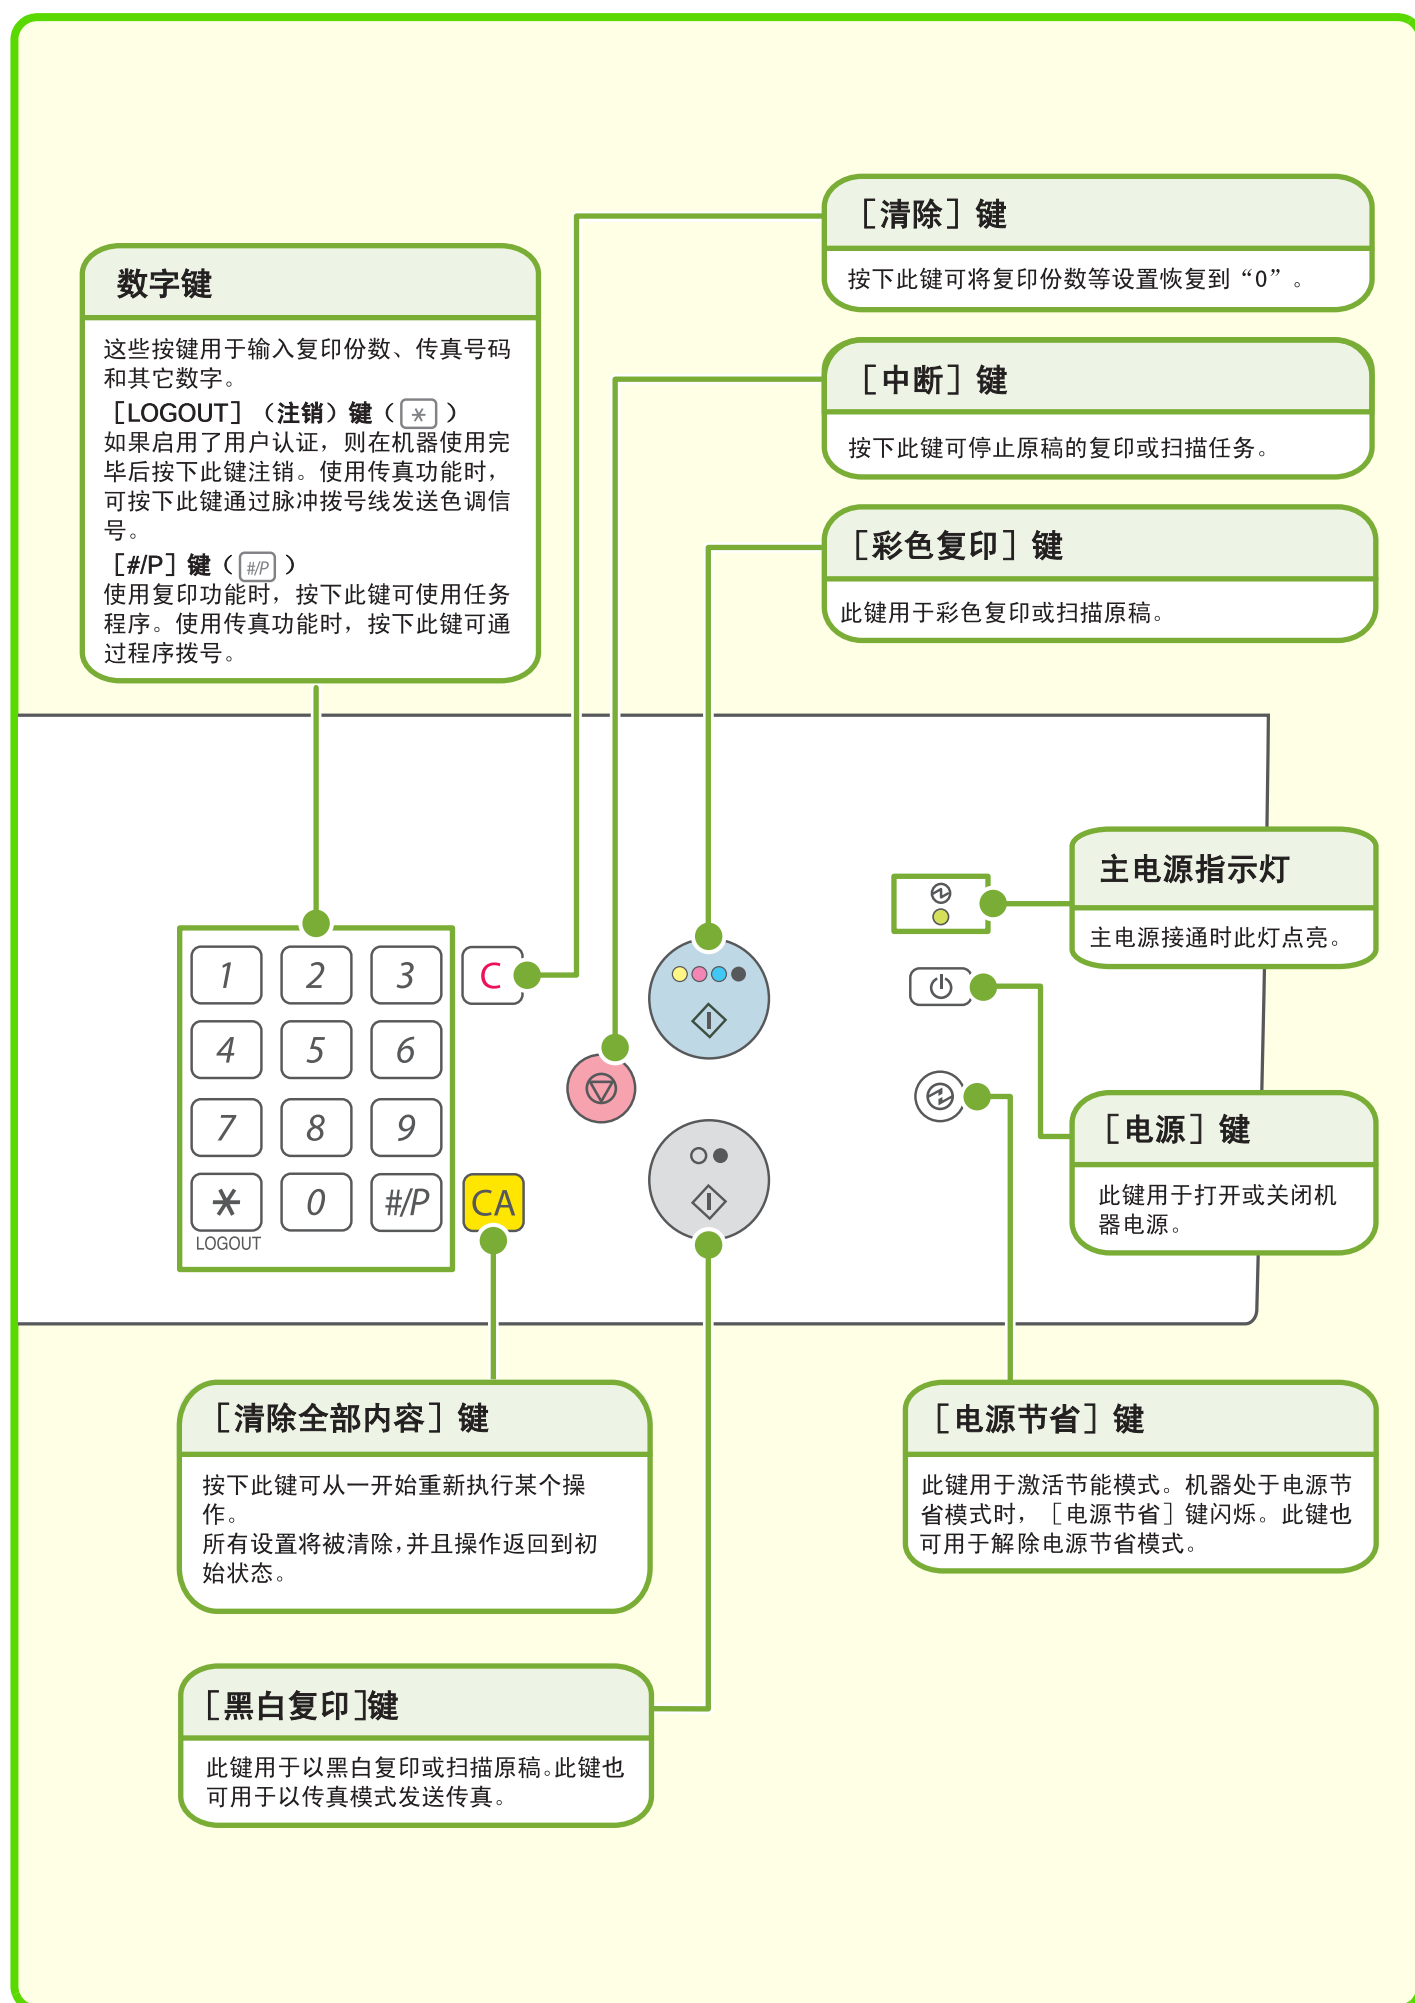 ［清除］键
按下此键可将复印份数等设置恢复到“0”。
数字键
这些按键用于输入复印份数、传真号码
和其它数字。
［LOGOUT］（注销）键（*）
如果启用了用户认证，则在机器使用完
毕后按下此键注销。使用传真功能时，
可按下此键通过脉冲拨号线发送色调信
号。
［#/P］键（#/P）
使用复印功能时，按下此键可使用任务
程序。使用传真功能时，按下此键可通
过程序拨号。
［中断］键
按下此键可停止原稿的复印或扫描任务。
［彩色复印］键
此键用于彩色复印或扫描原稿。
主电源指示灯
主电源接通时此灯点亮。
1 2 3 C
4 5 6
7 8 9
* 0 #/P CA
LOGOUT
［电源］键
此键用于打开或关闭机
器电源。
［清除全部内容］键
按下此键可从一开始重新执行某个操
作。
所有设置将被清除，并且操作返回到初
始状态。
［电源节省］键
此键用于激活节能模式。机器处于电源节
省模式时，［电源节省］键闪烁。此键也
可用于解除电源节省模式。
［黑白复印］键
此键用于以黑白复印或扫描原稿。此键也
可用于以传真模式发送传真。